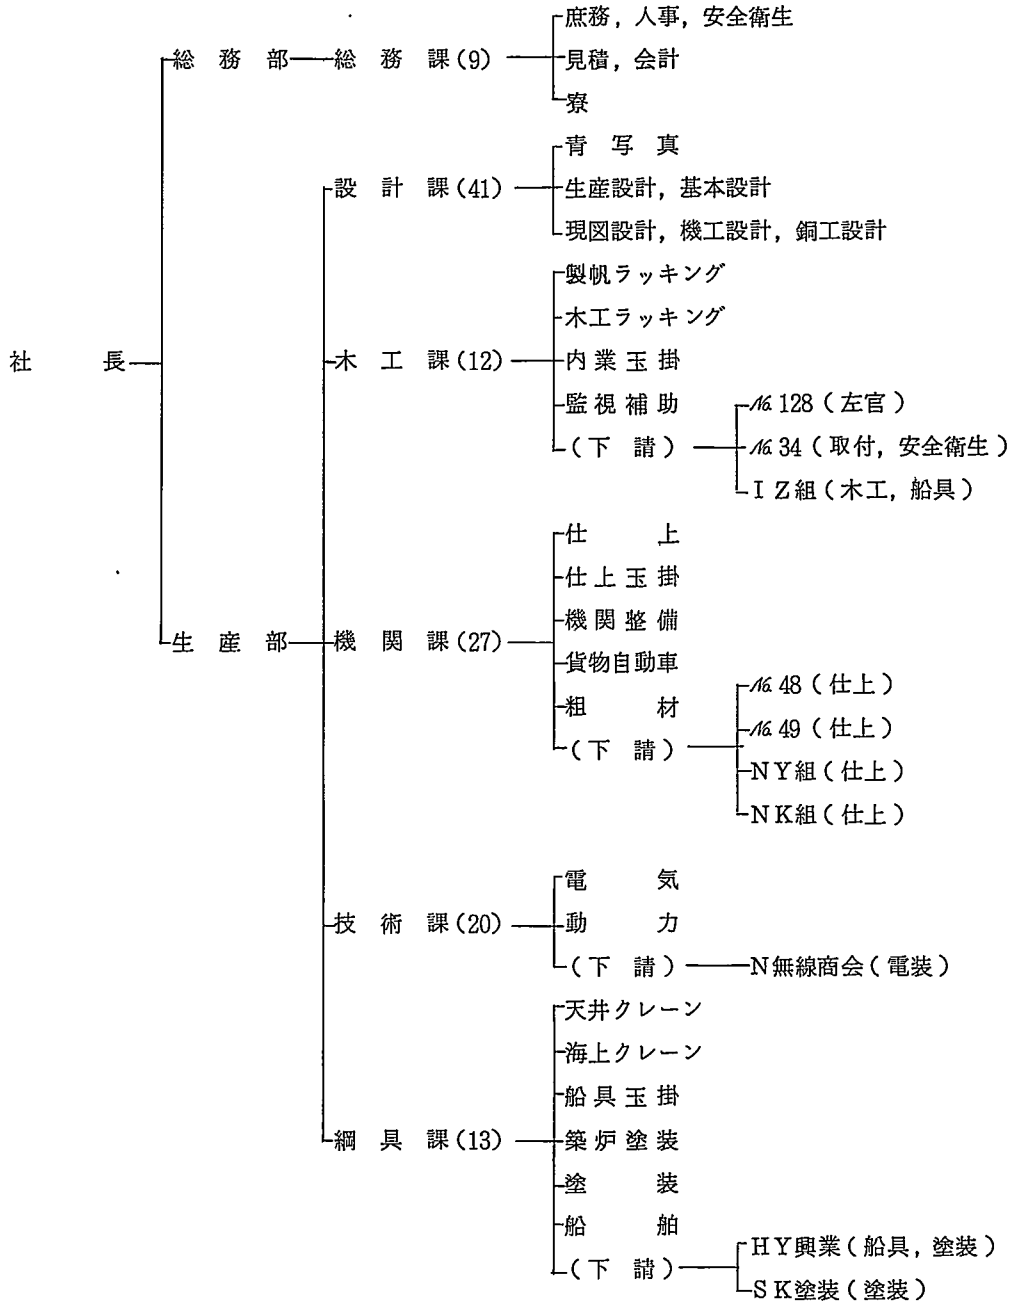 庶務，人事，安全衛生
総務部 総務課(9) 見積，会計
寮
青写真
設計課(41) 生産設計，基本設計
現図設計，機工設計，銅工設計
製帆ラッキング
木工ラッキング
社長 木工課(12) 内業玉掛
監視補助 №128（左官）
（下請） №34（取付，安全衛生）
ＩＺ組（木工，船具）
仕上
仕上玉掛
機関整備
生産部 機関課(27)
貨物自動車
粗材 №48（仕上）
（下請） №49（仕上）
ＮＹ組（仕上）
ＮＫ組（仕上）
電気
技術課(20) 動力
（下請） Ｎ無線商会（電装）
天井クレーン
海上クレーン
船具玉掛
綱具課(13) 築炉塗装
塗装
船舶
（下請） ＨＹ興業（船具，塗装）
ＳＫ塗装（塗装）